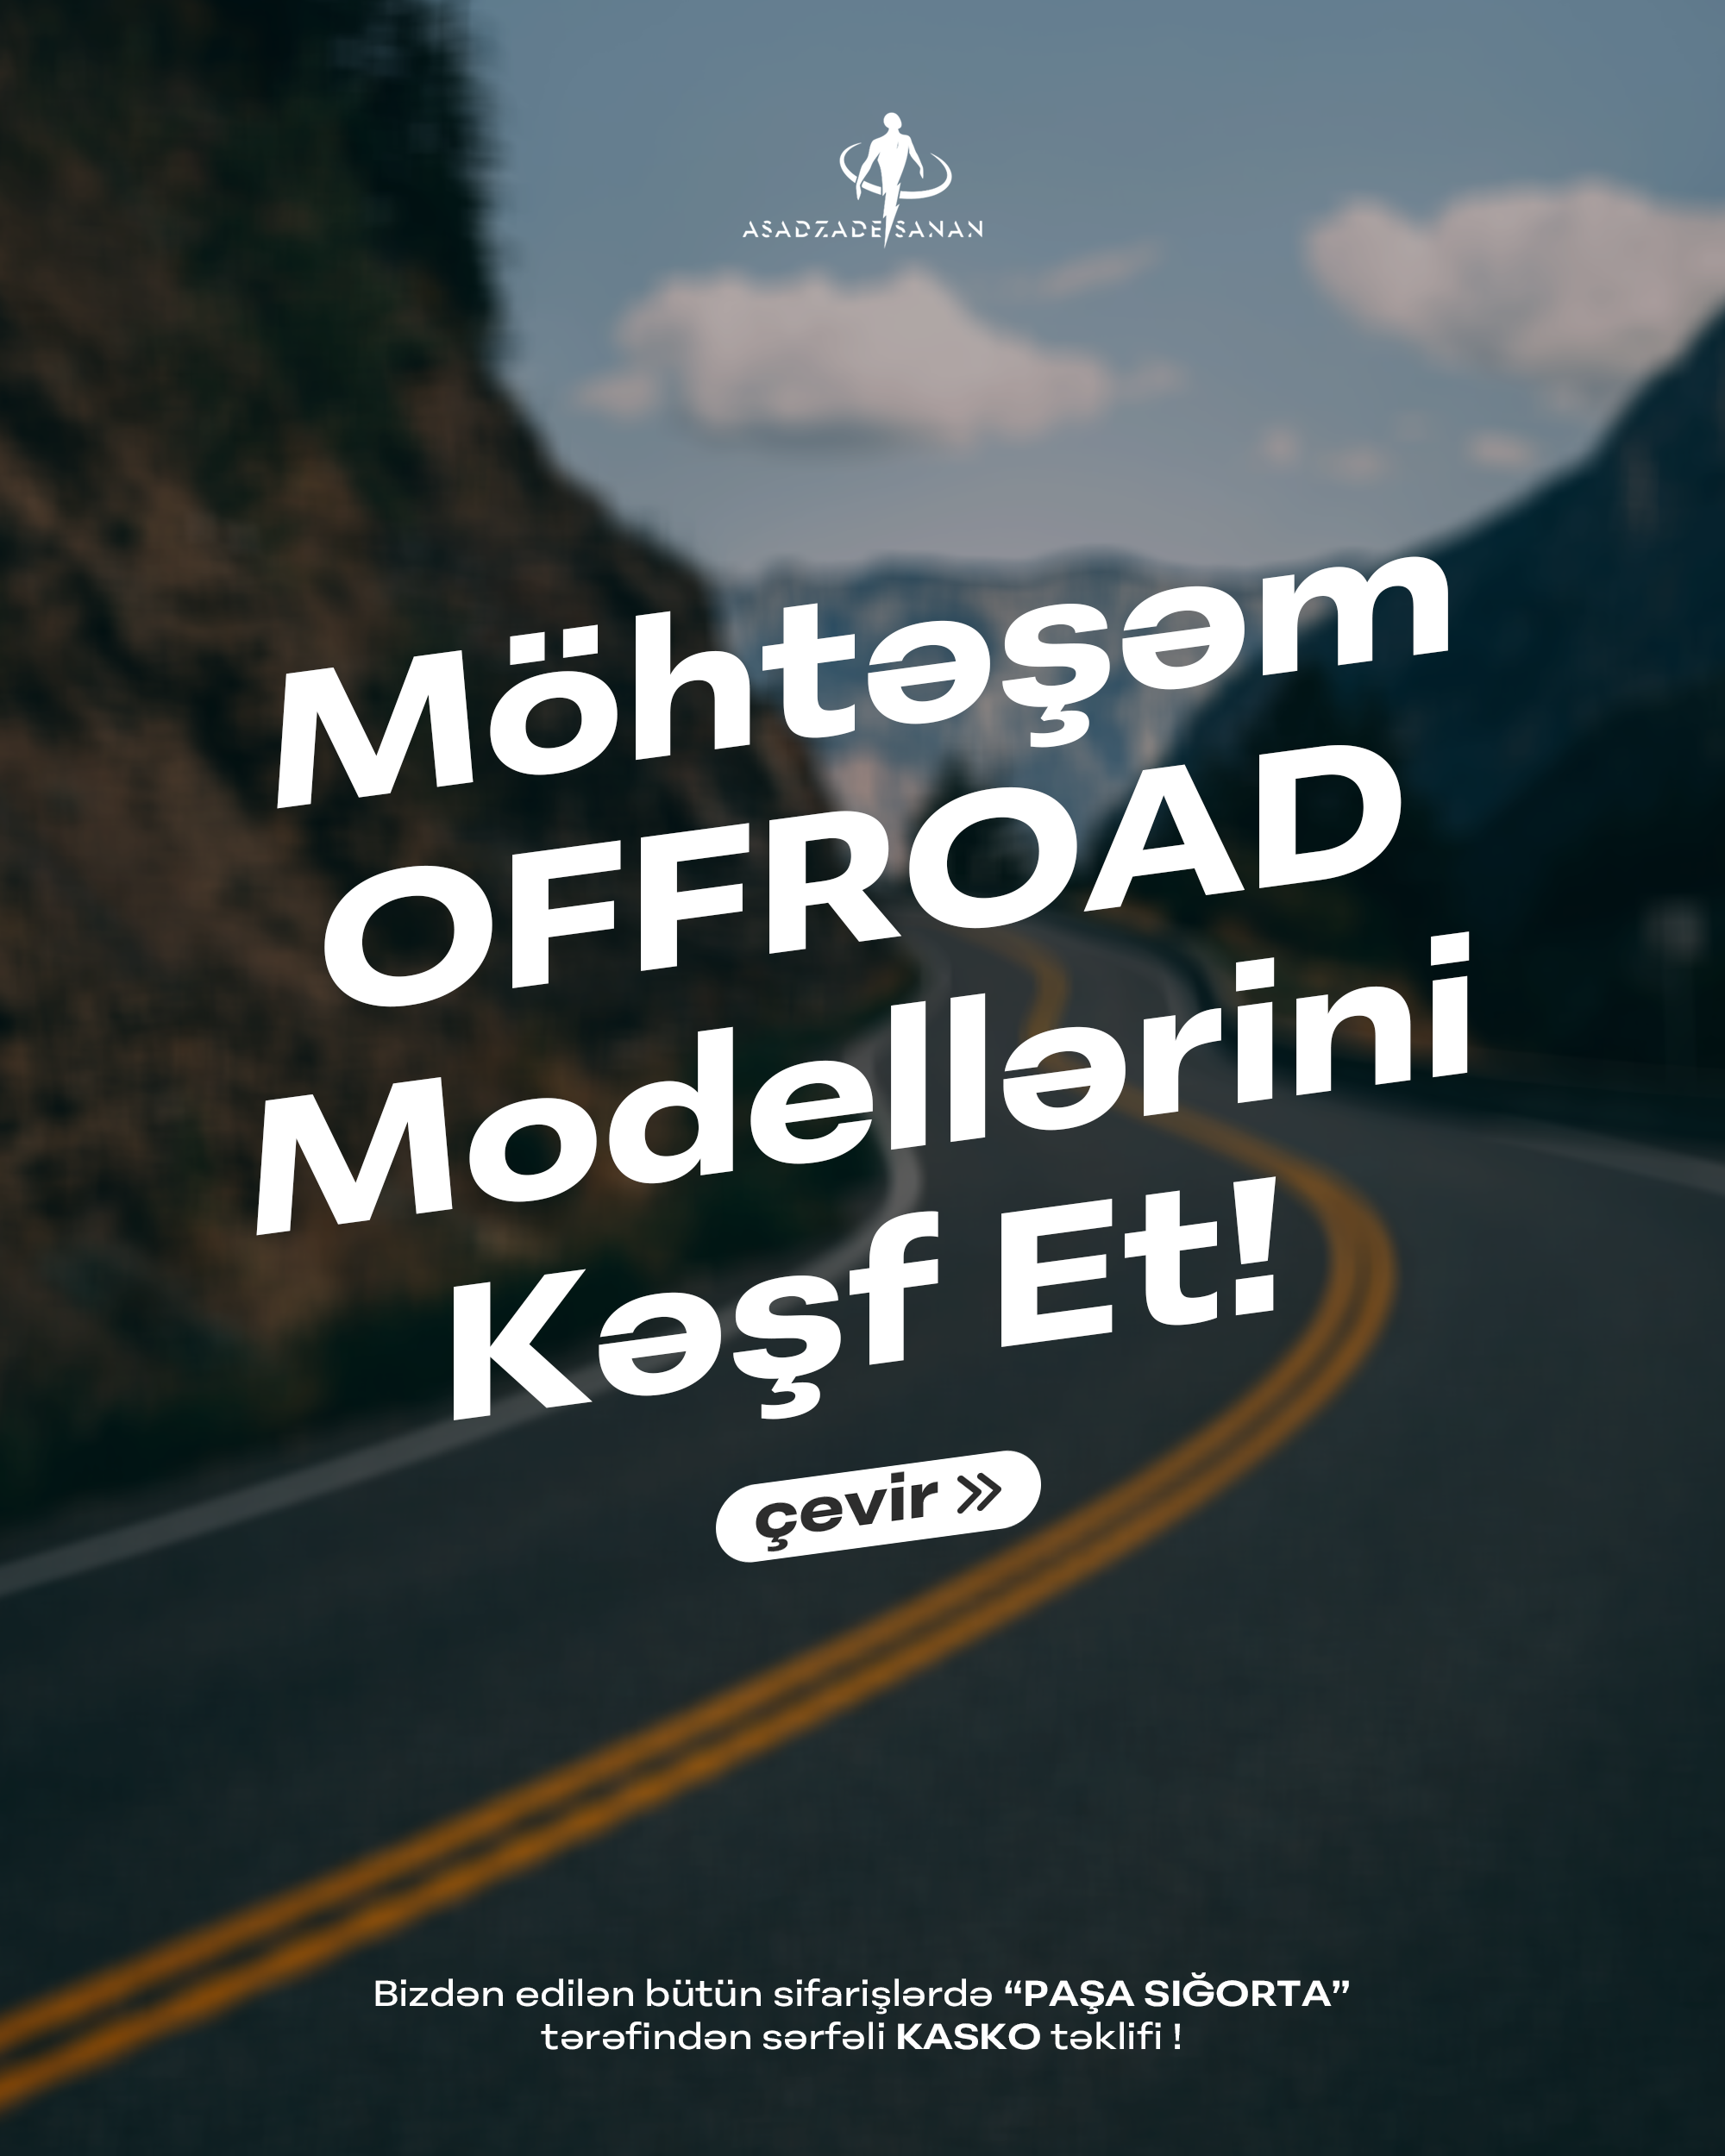 ASADZADE SANAN
Möhtəşəm
OFFROAD
Modellərini
Kəşf Et!
çevir »
Bizdən edilən bütün sifarişlərdə “PAŞA SIĞORTA”
tərəfindən sərfəli KASKO təklifi !